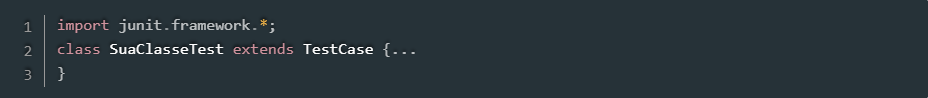 1 import junit.framework.*;
2 class SuaClasseTest extends TestCase {...
3 }